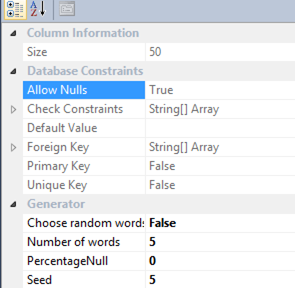 Column Information
Size 50
Database Constraints
Allow Nulls True
Check Constraints String[] Array
Default Value
Foreign Key String[] Array
Primary Key False
Unique Key False
Generator
Choose random words False
Number of words 5
PercentageNull 0
Seed 5